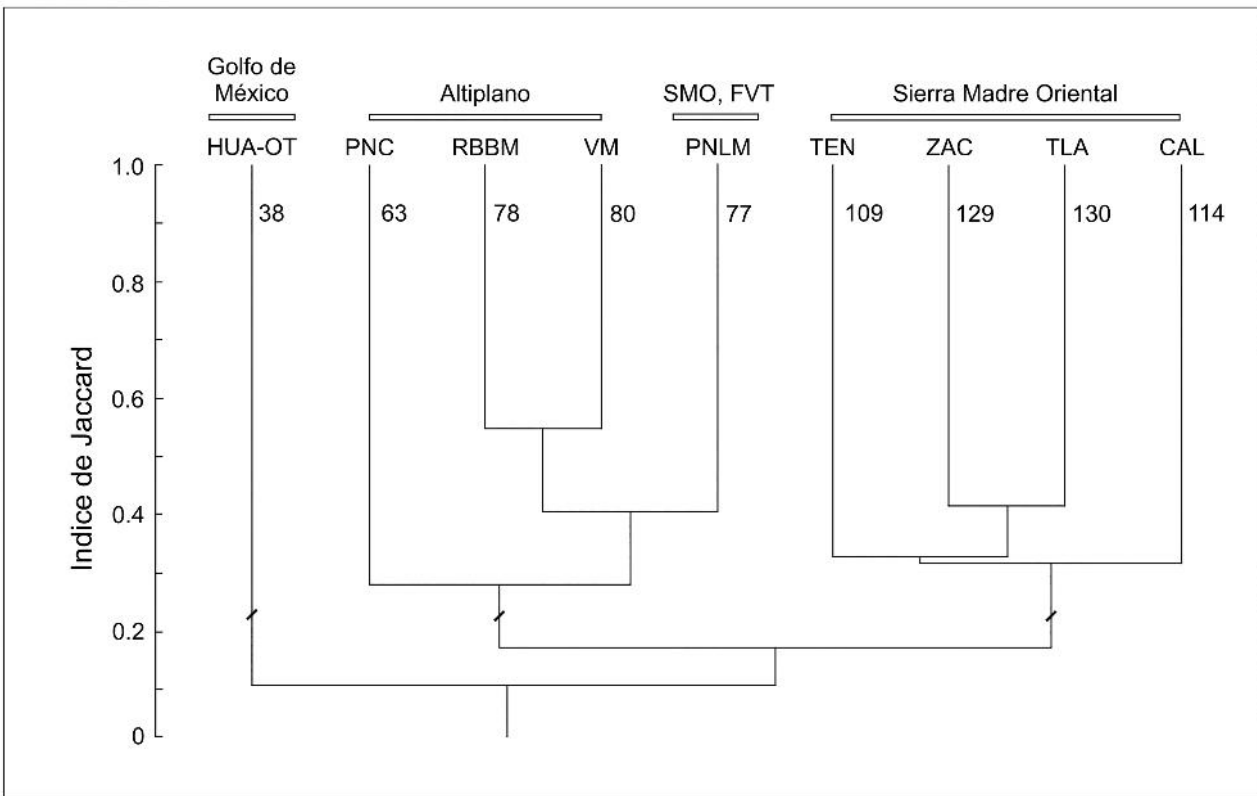 Golfo de
México
Altiplano
SMO, FVT
Sierra Madre Oriental
HUA-OT PNC RBBM VM PNLM TEN ZAC TLA CAL
1.0
38 63 78 80 77 109 129 130 114
0.8
0.6
0.4
0.2
0
Indice de Jaccard